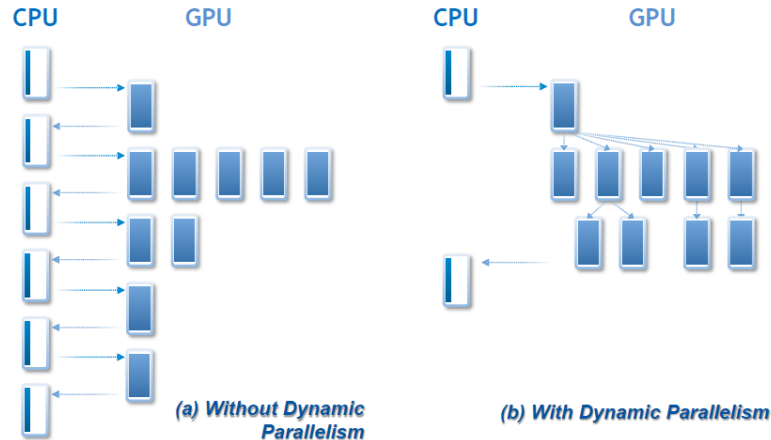 CPU GPU
CPU GPU
(a) Without Dynamic
Parallelism
(b) With Dynamic Parallelism